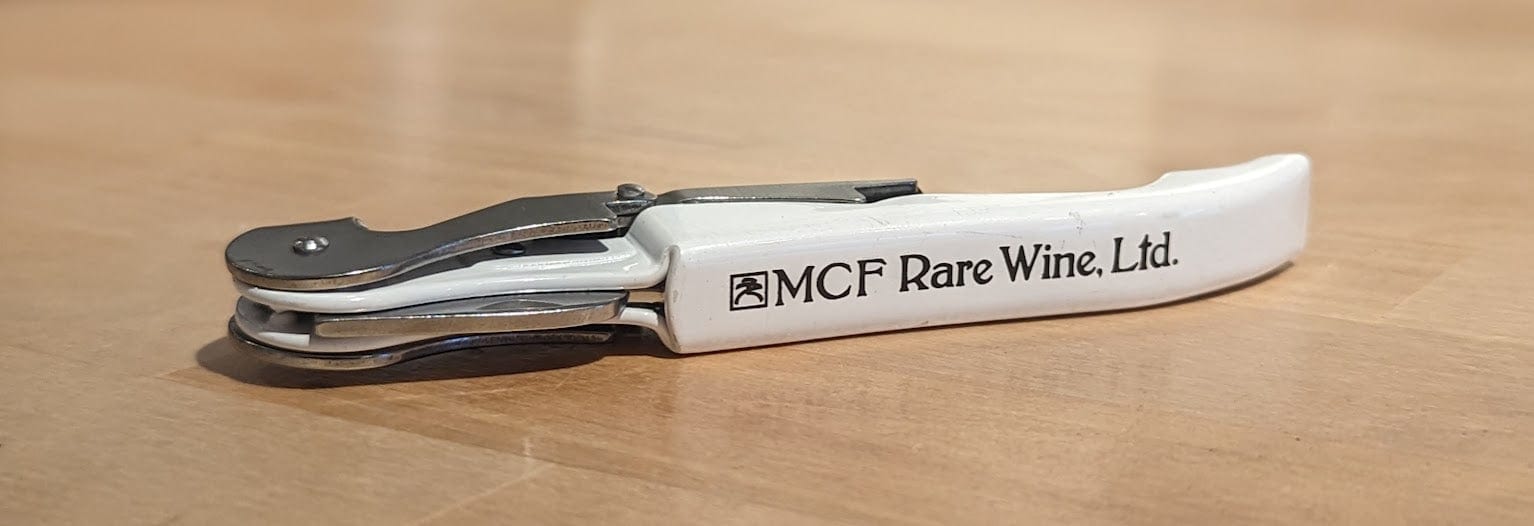 MCF Rare Wine, Ltd.